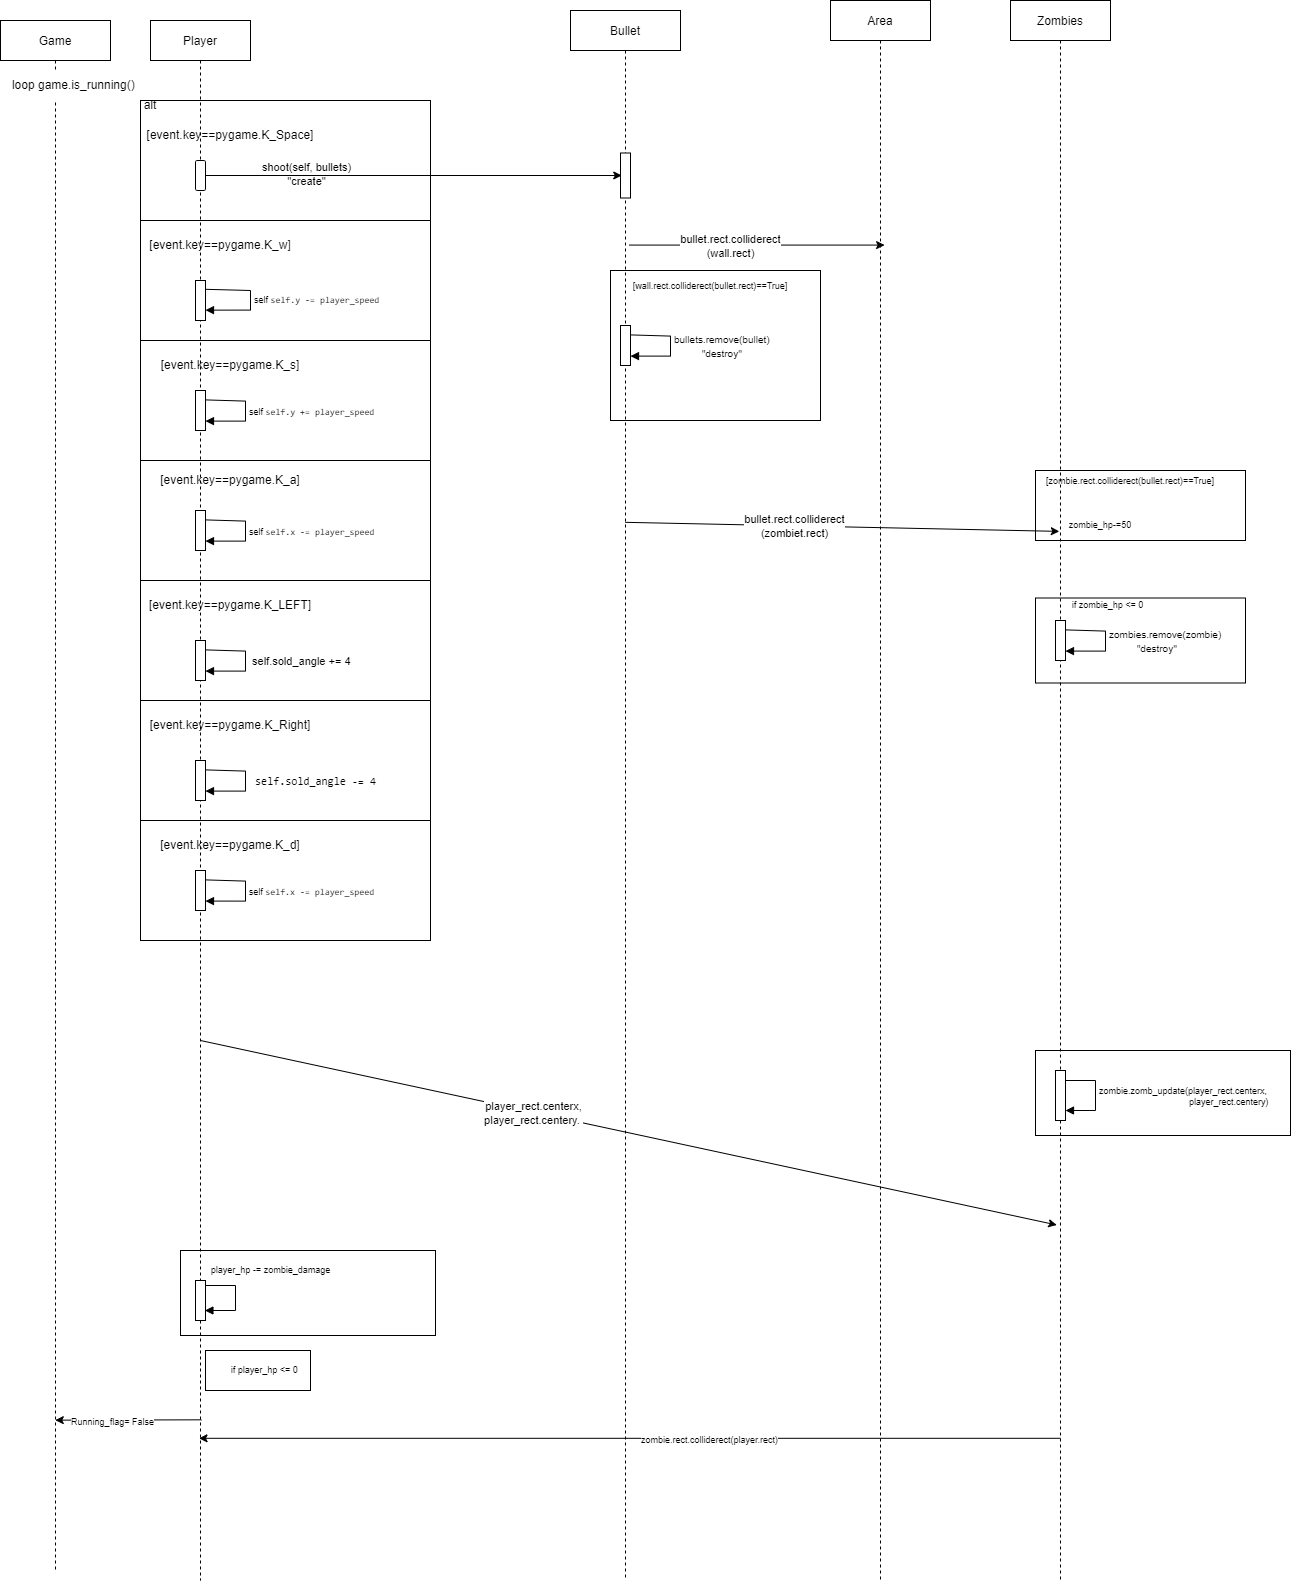 Game
Player
Bullet
Area
Zombies
loop game.is_running()
alt
[event.key==pygame.K_Space]
shoot(self, bullets)
"create"
[event.key==pygame.K_w]
self self.y -= player_speed
bullet.rect.colliderect
(wall.rect)
[wall.rect.colliderect(bullet.rect)==True]
bullets.remove(bullet)
"destroy"
[event.key==pygame.K_s]
self self.y += player_speed
[event.key==pygame.K_a]
self self.x -= player_speed
bullet.rect.colliderect
(zombiet.rect)
[zombie.rect.colliderect(bullet.rect)==True]
zombie_hp-=50
[event.key==pygame.K_LEFT]
self.sold_angle += 4
if zombie_hp <= 0
zombies.remove(zombie)
"destroy"
[event.key==pygame.K_Right]
self.sold_angle -= 4
[event.key==pygame.K_d]
self self.x -= player_speed
player_rect.centerx,
player_rect.centery.
zombie.zomb_update(player_rect.centerx,
player_rect.centery)
player_hp -= zombie_damage
if player_hp <= 0
Running_flag= False
zombie.rect.colliderect(player.rect)